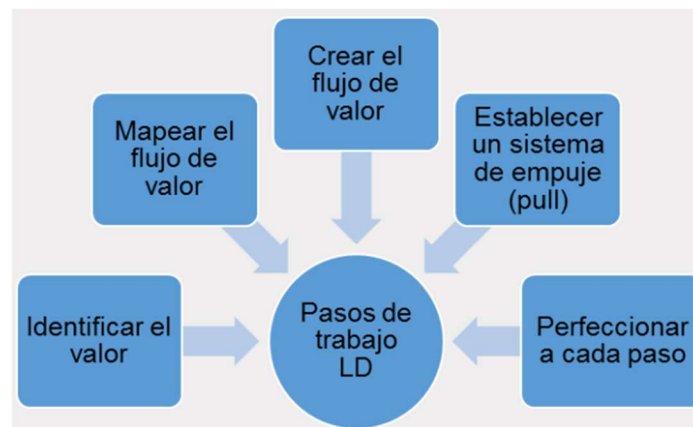 Identificar el
valor
Mapear el
flujo de
valor
Crear el
flujo de
valor
Establecer
un sistema
de empuje
(pull)
Perfeccionar
a cada paso
Pasos de
trabajo
LD